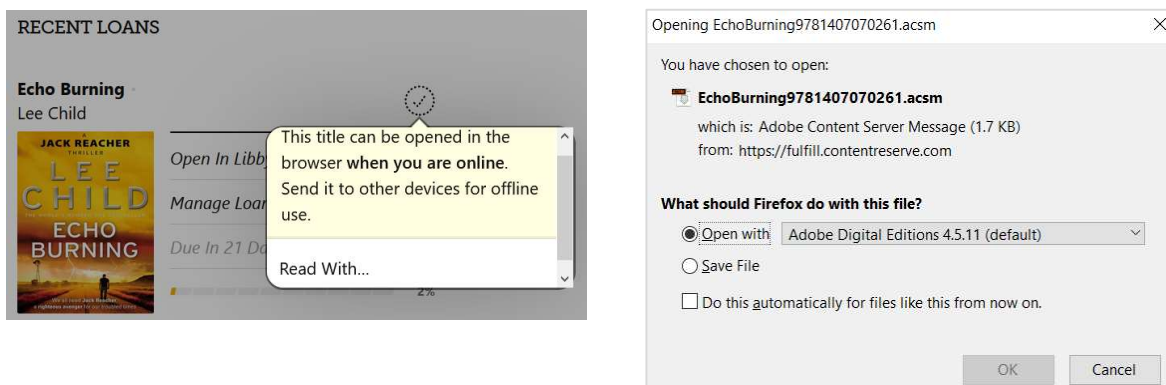 RECENT LOANS
Echo Burning
Lee Child
JACK REACHER
THRILLER
LEE
CHILD
ECHO
BURNING
Open In Libb
Manage Loan
Due In 21 Da
This title can be opened in the
browser when you are online.
Send it to other devices for offline
use.
Read With...
2%
Opening EchoBurning9781407070261.acsm
You have chosen to open:
EchoBurning9781407070261.acsm
which is: Adobe Content Server Message (1.7 KB)
from: https://fulfill.contentreserve.com
What should Firefox do with this file?
Open with Adobe Digital Editions 4.5.11 (default)
Save File
Do this automatically for files like this from now on.
OK Cancel